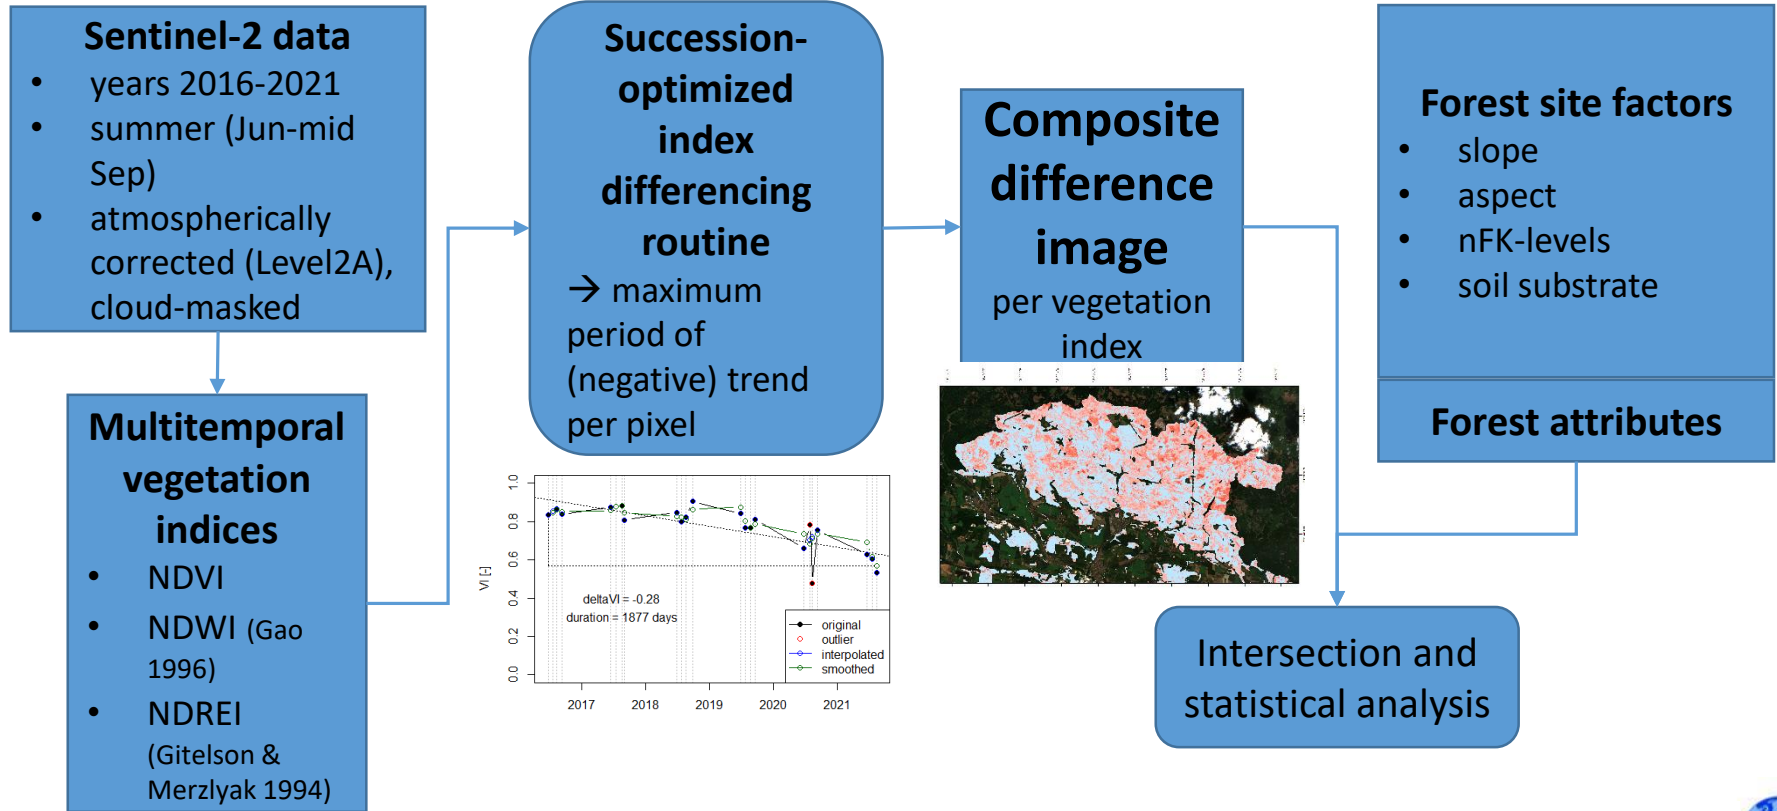 Sentinel-2 data
• years 2016-2021
• summer (Jun-mid
Sep)
• atmospherically
corrected (Level2A),
cloud-masked
Multitemporal
vegetation
indices
• NDVI
• NDWI (Gao
1996)
• NDREI
(Gitelson &
Merzlyak 1994)
Succession-
optimized
index
differencing
routine
→ maximum
period of
(negative) trend
per pixel
VI [-]
1.0
0.8
0.6
0.4
0.2
0.0
deltaVI = -0.28
duration = 1877 days
original
outlier
interpolated
smoothed
2017 2018 2019 2020 2021
Composite
difference
image
per vegetation
index
Forest site factors
• slope
• aspect
• nFK-levels
• soil substrate
Forest attributes
Intersection and
statistical analysis